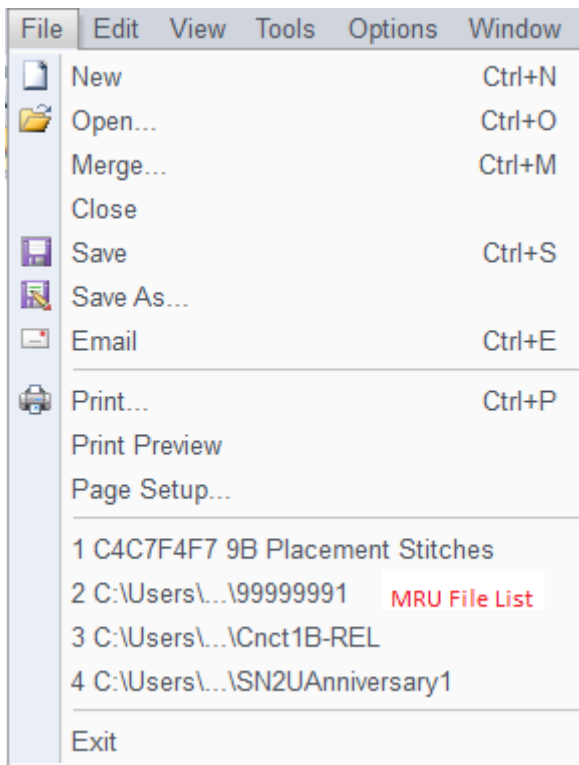 File Edit View Tools Options Window
New Ctrl+N
Open... Ctrl+O
Merge... Ctrl+M
Close
Save Ctrl+S
Save As...
Email Ctrl+E
Print... Ctrl+P
Print Preview
Page Setup...
1 C4C7F4F7 9B Placement Stitches
2 C:\Users\...\99999991 MRU File List
3 C:\Users\...\Cnct1B-REL
4 C:\Users\...\SN2UAnniversary1
Exit